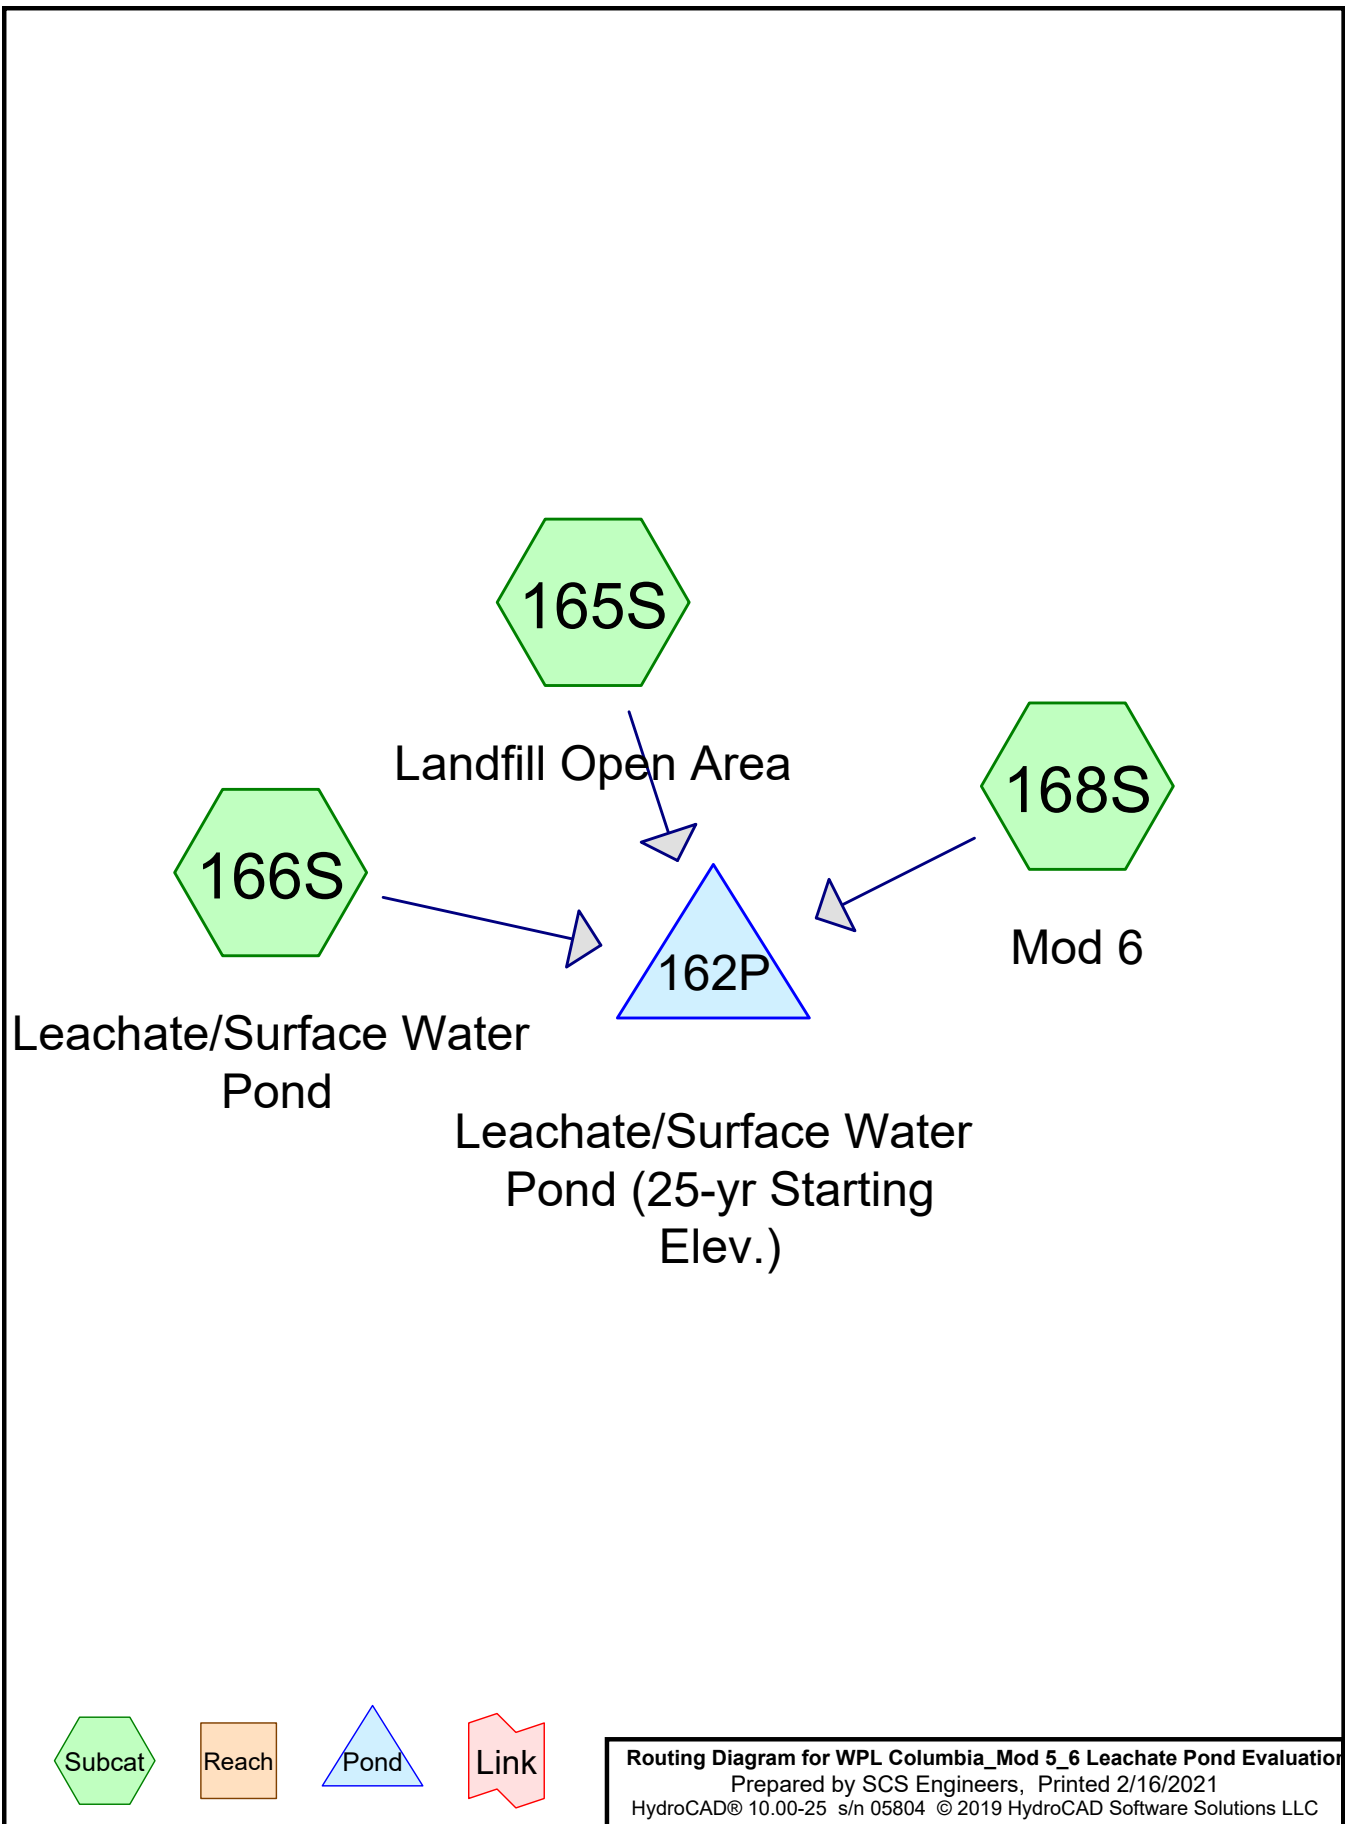 165S
Landfill Open Area
168S
Mod 6
166S
Leachate/Surface Water
Pond
162P
Leachate/Surface Water
Pond (25-yr Starting
Elev.)
Subcat
Reach
Pond
Link
Routing Diagram for WPL Columbia_Mod 5_6 Leachate Pond Evaluation
Prepared by SCS Engineers, Printed 2/16/2021
HydroCAD® 10.00-25 s/n 05804 © 2019 HydroCAD Software Solutions LLC